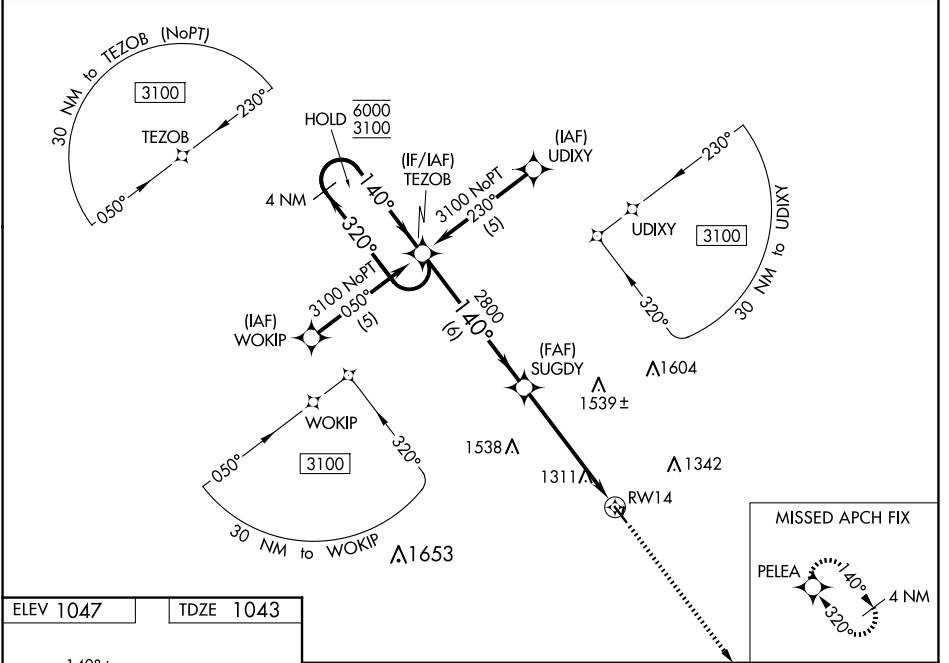 30 NM to TEZOB (NoPT)
3100
230°
TEZOB
050°
HOLD 6000
3100
(IF/IAF)
TEZOB
(IAF)
UDIXY
4 NM
140°
320°
3100 NoPT
230°
(5)
3100 NoPT
050°
(5)
(IAF)
WOKIP
2800
140°
(6)
(FAF)
SUGDY
230°
UDIXY
3100
320°
30 NM to UDIXY
1604
1539±
1538
1311
1342
RW14
WOKIP
050°
3100
320°
30 NM to WOKIP
1653
MISSED APCH FIX
PELEA
140°
320°
4 NM
ELEV 1047
TDZE 1043